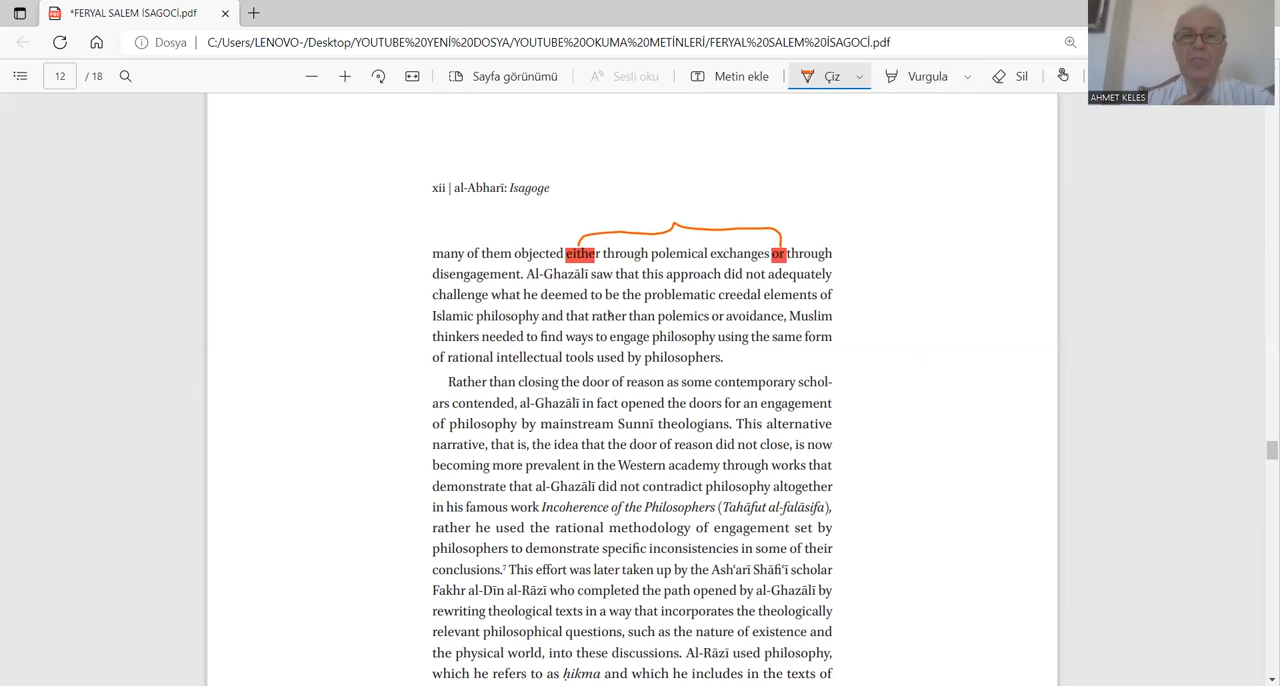 *FERYAL SALEM İSAGOCİ.pdf
Dosya
C:/Users/LENOVO-/Desktop/YOUTUBE%20YENİ%20DOSYA/YOUTUBE%20OKUMA%20METİNLERİ/FERYAL%20SALEM%20İSAGOCİ.pdf
12 / 18
Sayfa görünümü
Sesli oku
Metin ekle
Çiz
Vurgula
Sil
AHMET KELES
xii | al-Abharī: Isagoge
many of them objected either through polemical exchanges or through
disengagement. Al-Ghazālī saw that this approach did not adequately
challenge what he deemed to be the problematic creedal elements of
Islamic philosophy and that rather than polemics or avoidance, Muslim
thinkers needed to find ways to engage philosophy using the same form
of rational intellectual tools used by philosophers.
Rather than closing the door of reason as some contemporary schol-
ars contended, al-Ghazālī in fact opened the doors for an engagement
of philosophy by mainstream Sunnī theologians. This alternative
narrative, that is, the idea that the door of reason did not close, is now
becoming more prevalent in the Western academy through works that
demonstrate that al-Ghazālī did not contradict philosophy altogether
in his famous work Incoherence of the Philosophers (Tahāfut al-falāsifa),
rather he used the rational methodology of engagement set by
philosophers to demonstrate specific inconsistencies in some of their
conclusions.⁷ This effort was later taken up by the Ashʿarī Shāfiʿī scholar
Fakhr al-Dīn al-Rāzī who completed the path opened by al-Ghazālī by
rewriting theological texts in a way that incorporates the theologically
relevant philosophical questions, such as the nature of existence and
the physical world, into these discussions. Al-Rāzī used philosophy,
which he refers to as ḥikma and which he includes in the texts of